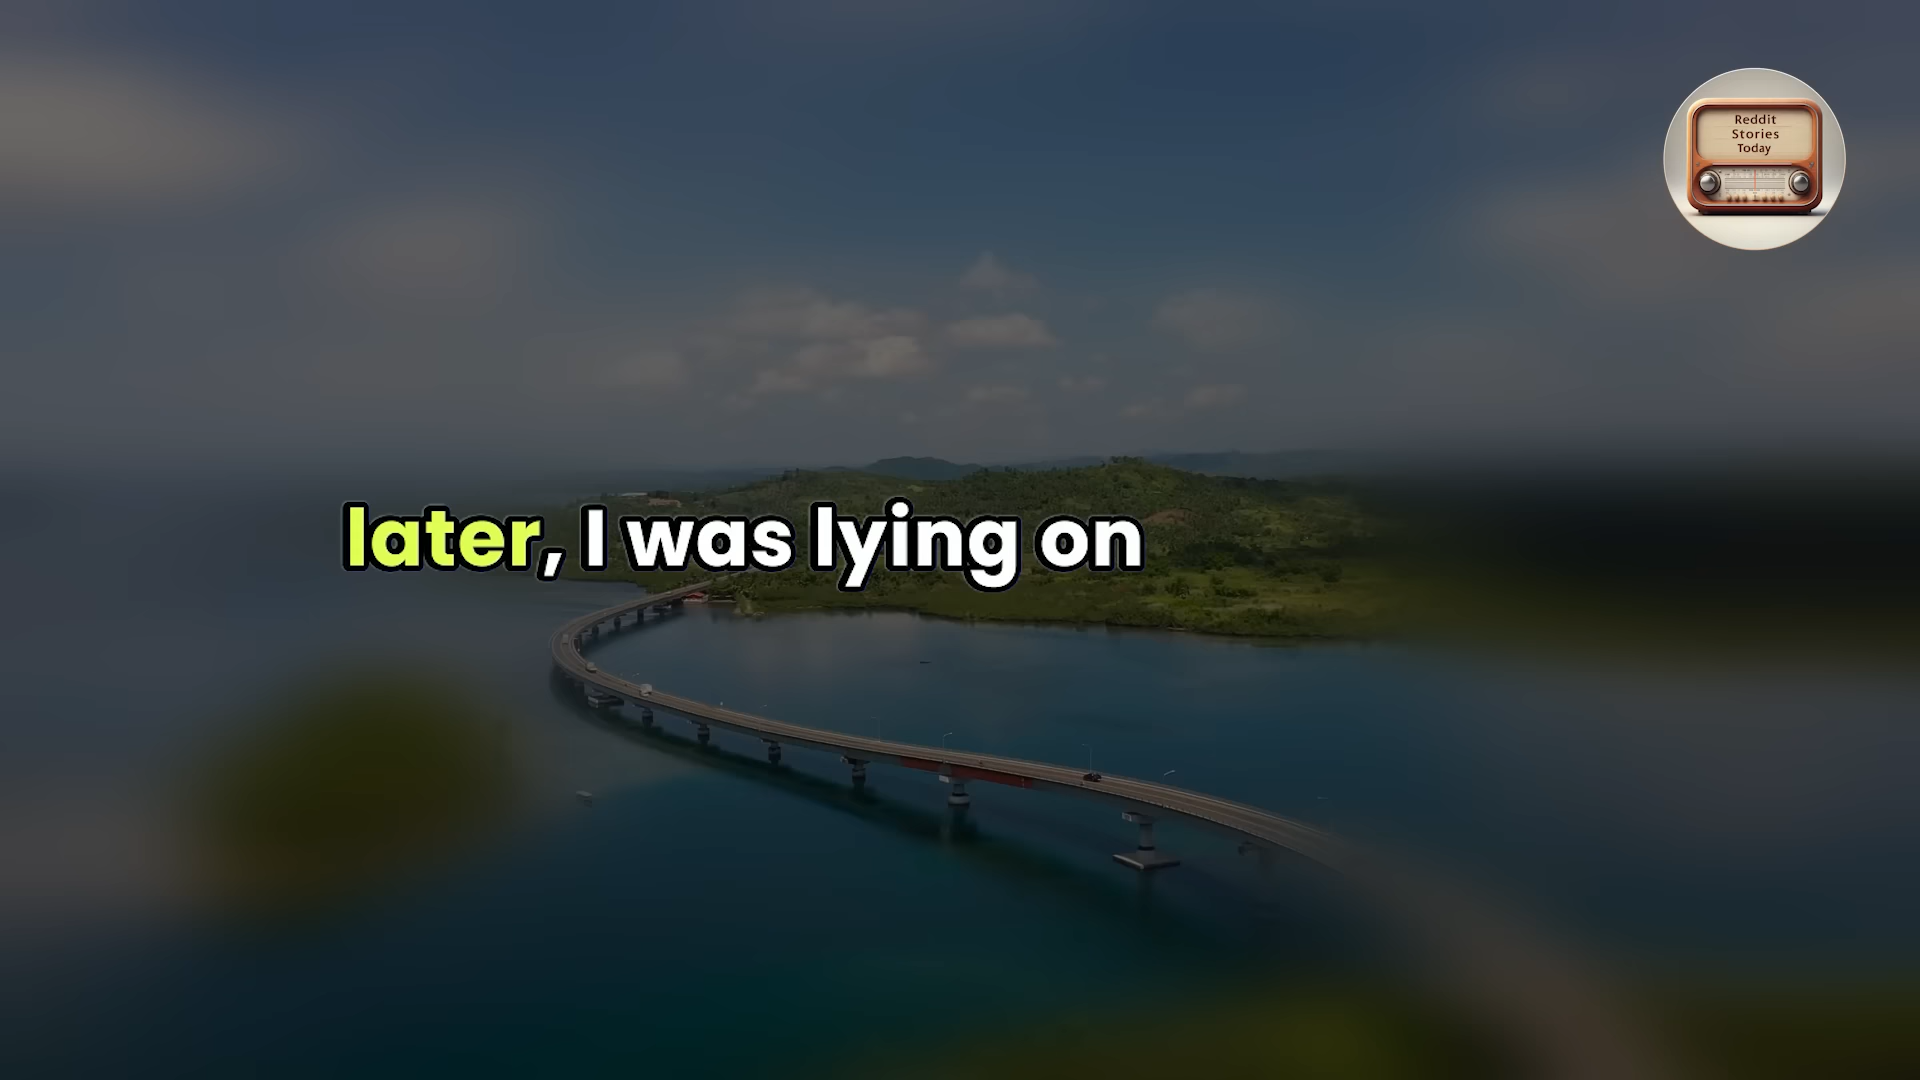 Reddit
Stories
Today
later, I was lying on